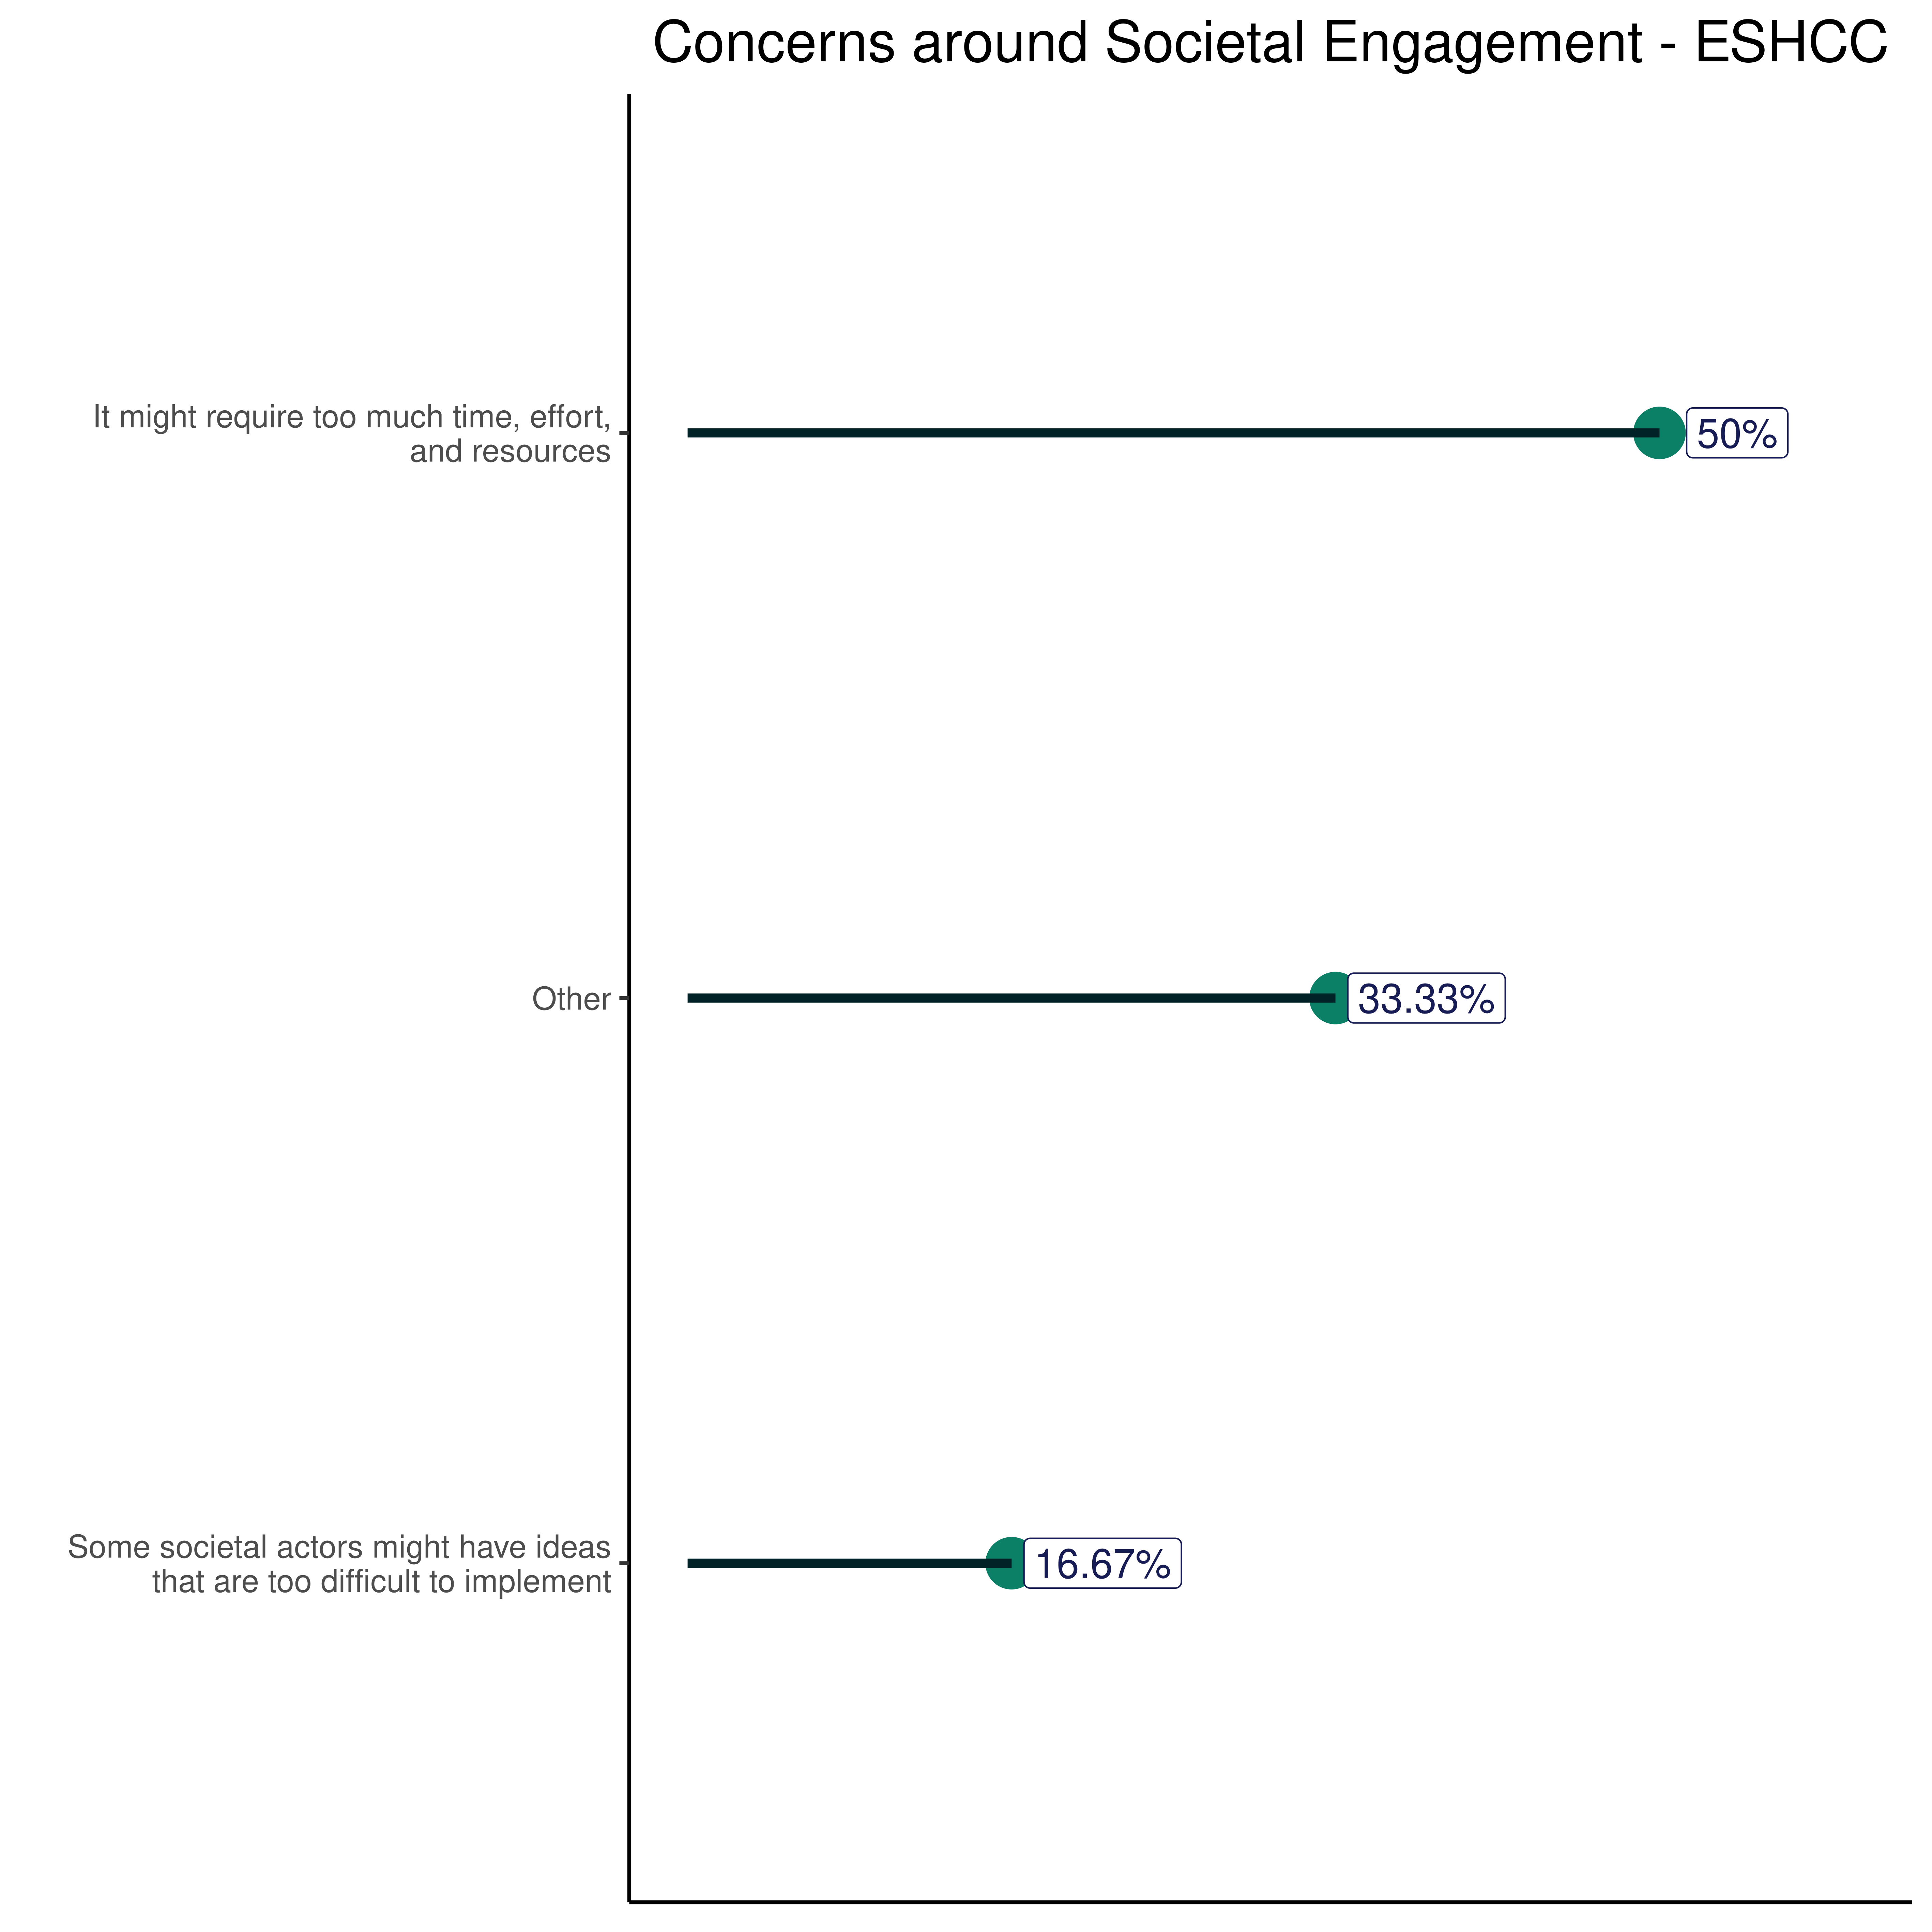 Concerns around Societal Engagement - ESHCC
It might require too much time, effort,
and resources
50%
Other
33.33%
Some societal actors might have ideas
that are too difficult to implement
16.67%